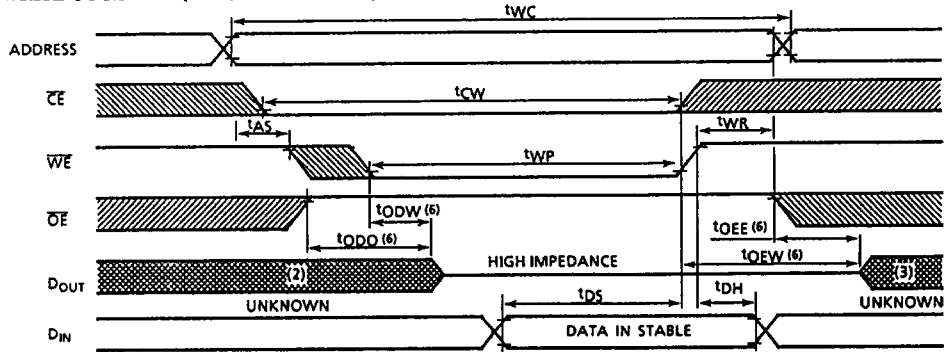 tWC
ADDRESS
CE
tCW
tAS
tWR
WE
tWP
OE
tODW (6)
tOEE (6)
tODO (6)
tOEW (6)
(2)
HIGH IMPEDANCE
(3)
DOUT
UNKNOWN
tDS
tDH
UNKNOWN
DIN
DATA IN STABLE